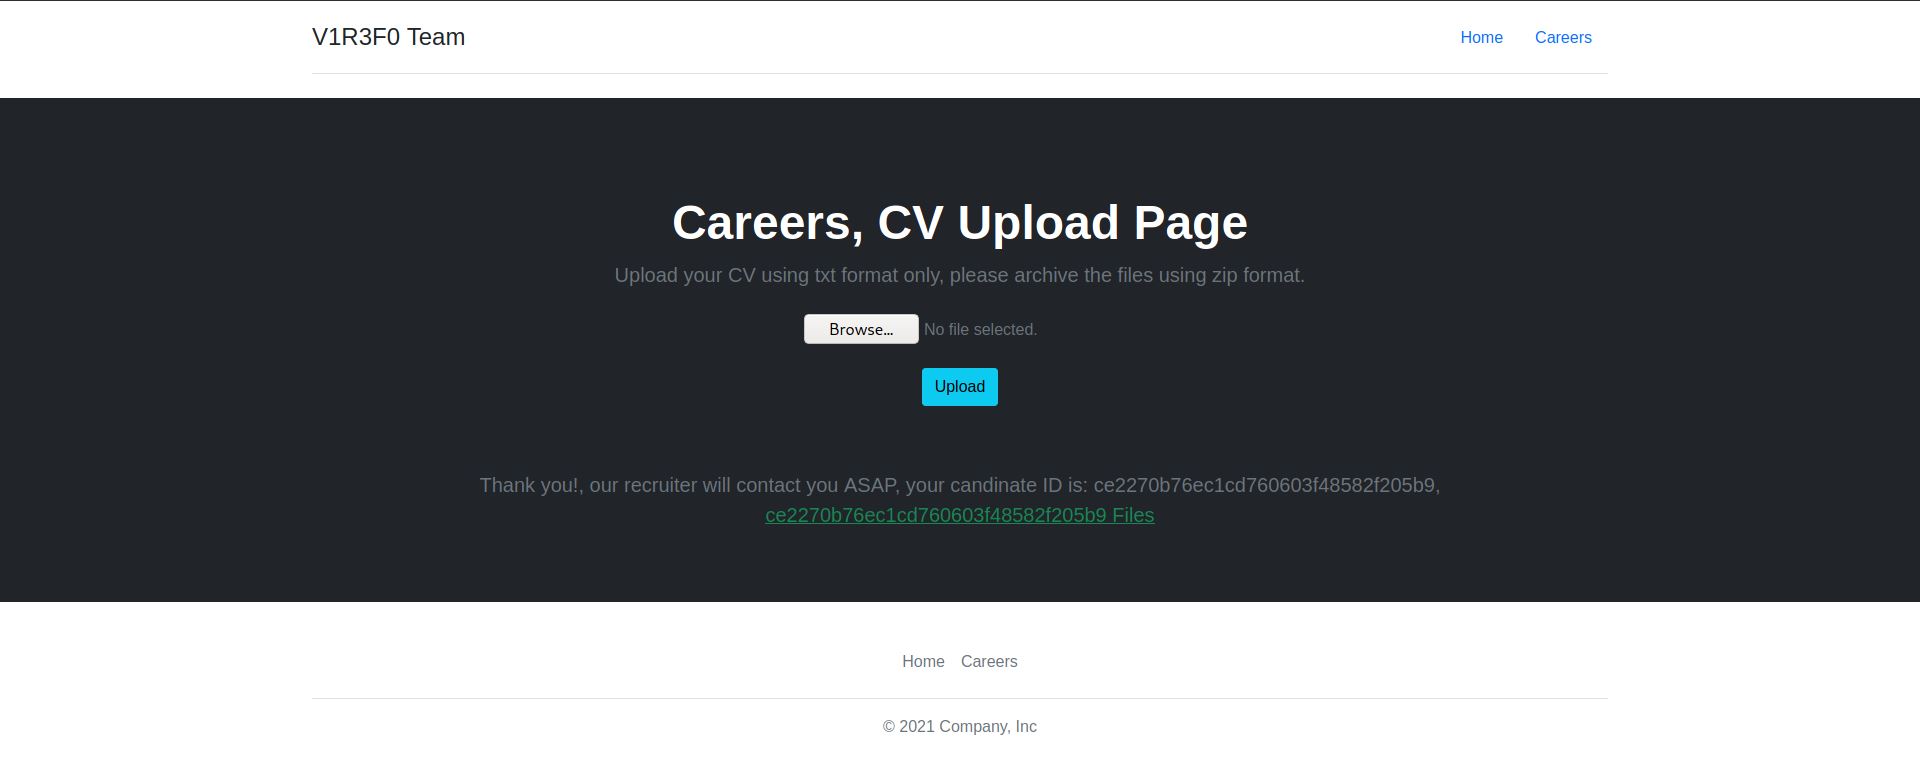 V1R3F0 Team
Home Careers
Careers, CV Upload Page
Upload your CV using txt format only, please archive the files using zip format.
Browse... No file selected.
Upload
Thank you!, our recruiter will contact you ASAP, your candinate ID is: ce2270b76ec1cd760603f48582f205b9,
ce2270b76ec1cd760603f48582f205b9 Files
Home Careers
© 2021 Company, Inc